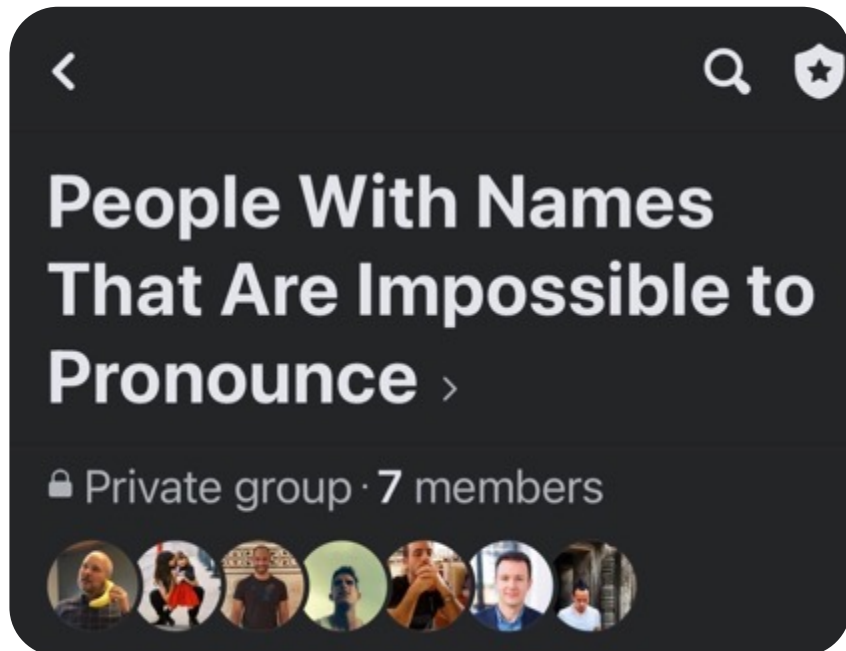 People With Names
That Are Impossible to
Pronounce >
Private group · 7 members